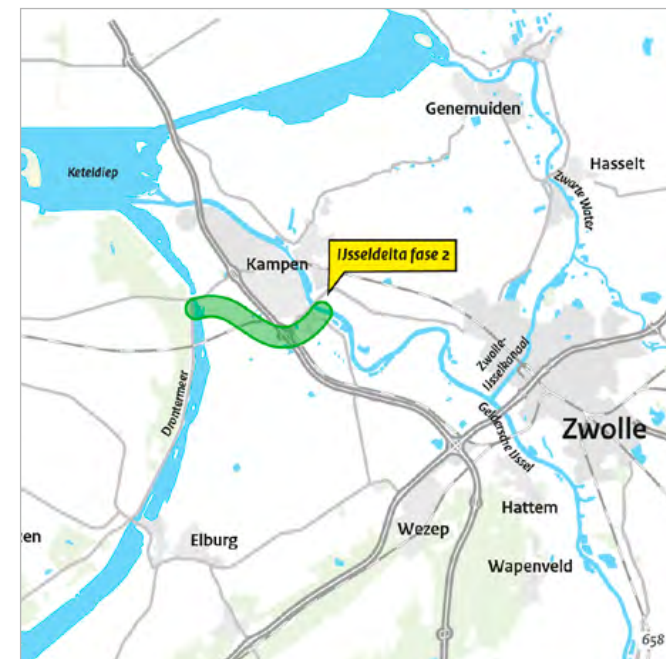 Genemuiden
Hasselt
Keteldiep
Zwarte Water
IJsseldelta fase 2
Kampen
Zwolle-
IJsselkanaal
Drontermeer
Geldersche IJssel
Zwolle
Hattem
Wezep
Elburg
en
Wapenveld
658